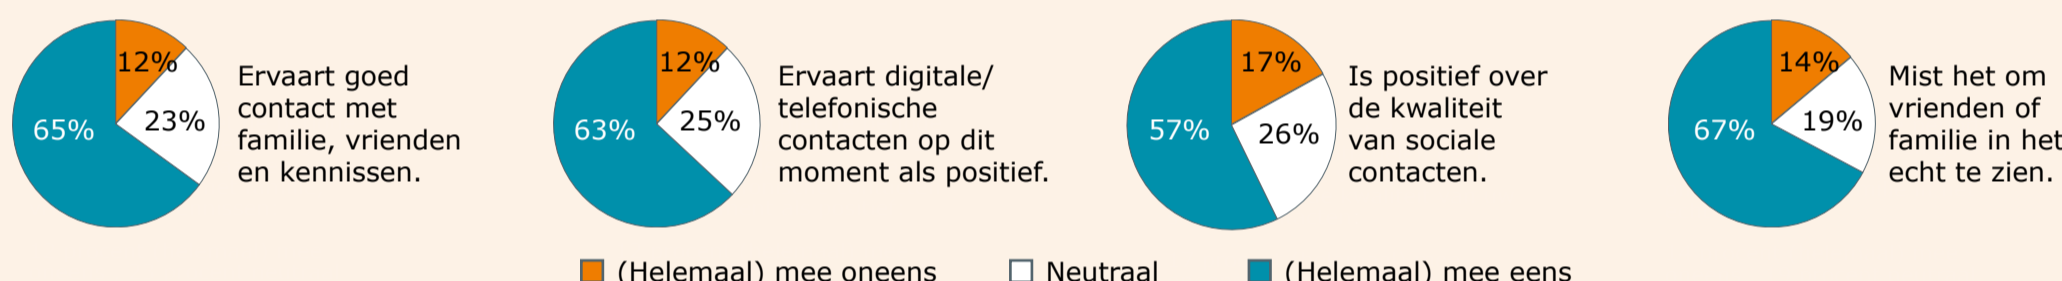 12%
23%
65%
Ervaart goed
contact met
familie, vrienden
en kennissen.
12%
25%
63%
Ervaart digitale/
telefonische
contacten op dit
moment als positief.
17%
26%
57%
Is positief over
de kwaliteit
van sociale
contacten.
14%
19%
67%
Mist het om
vrienden of
familie in het
echt te zien.
(Helemaal) mee oneens
Neutraal
(Helemaal) mee eens